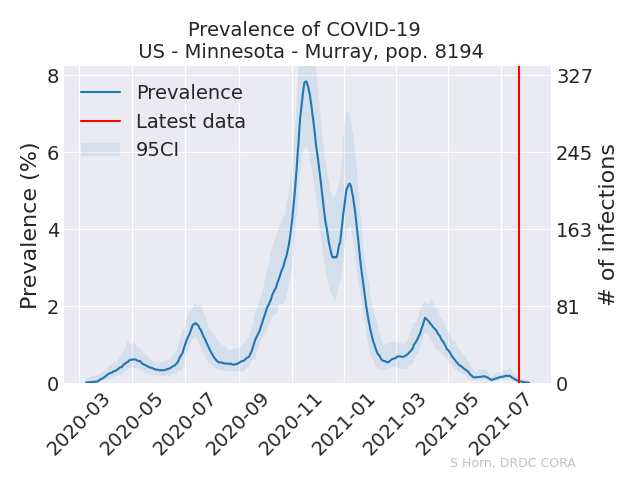 Prevalence of COVID-19
US - Minnesota - Murray, pop. 8194
Prevalence
Latest data
95CI
Prevalence (%)
8
6
4
2
0
327
245
163
81
0
# of infections
2020-03
2020-05
2020-07
2020-09
2020-11
2021-01
2021-03
2021-05
2021-07
S Horn, DRDC CORA